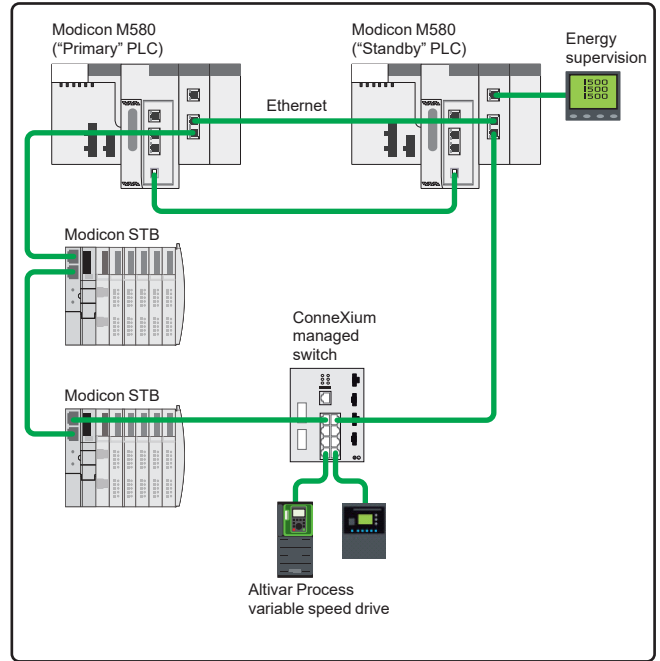 Modicon M580
(“Primary” PLC)
Modicon M580
(“Standby” PLC)
Energy
supervision
1500
1500
1500
Ethernet
Modicon STB
ConneXium
managed
switch
Modicon STB
Altivar Process
variable speed drive